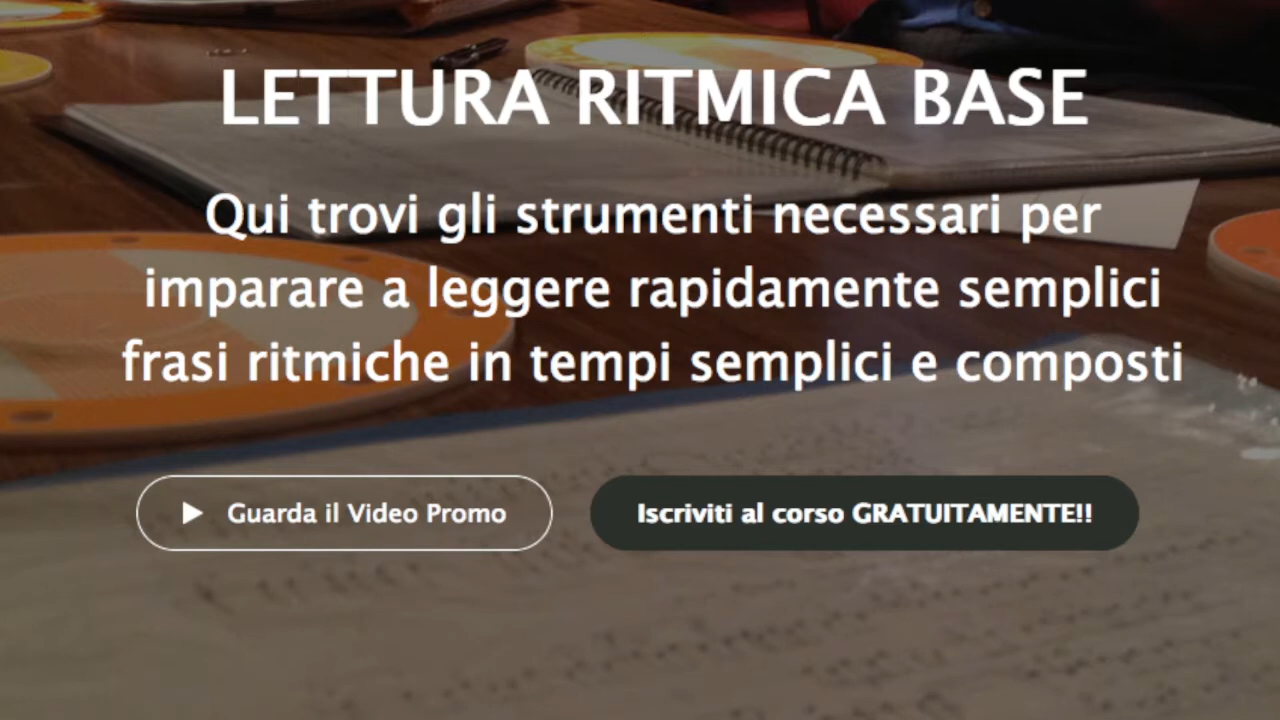 LETTURA RITMICA BASE
Qui trovi gli strumenti necessari per
imparare a leggere rapidamente semplici
frasi ritmiche in tempi semplici e composti
Guarda il Video Promo
Iscriviti al corso GRATUITAMENTE!!